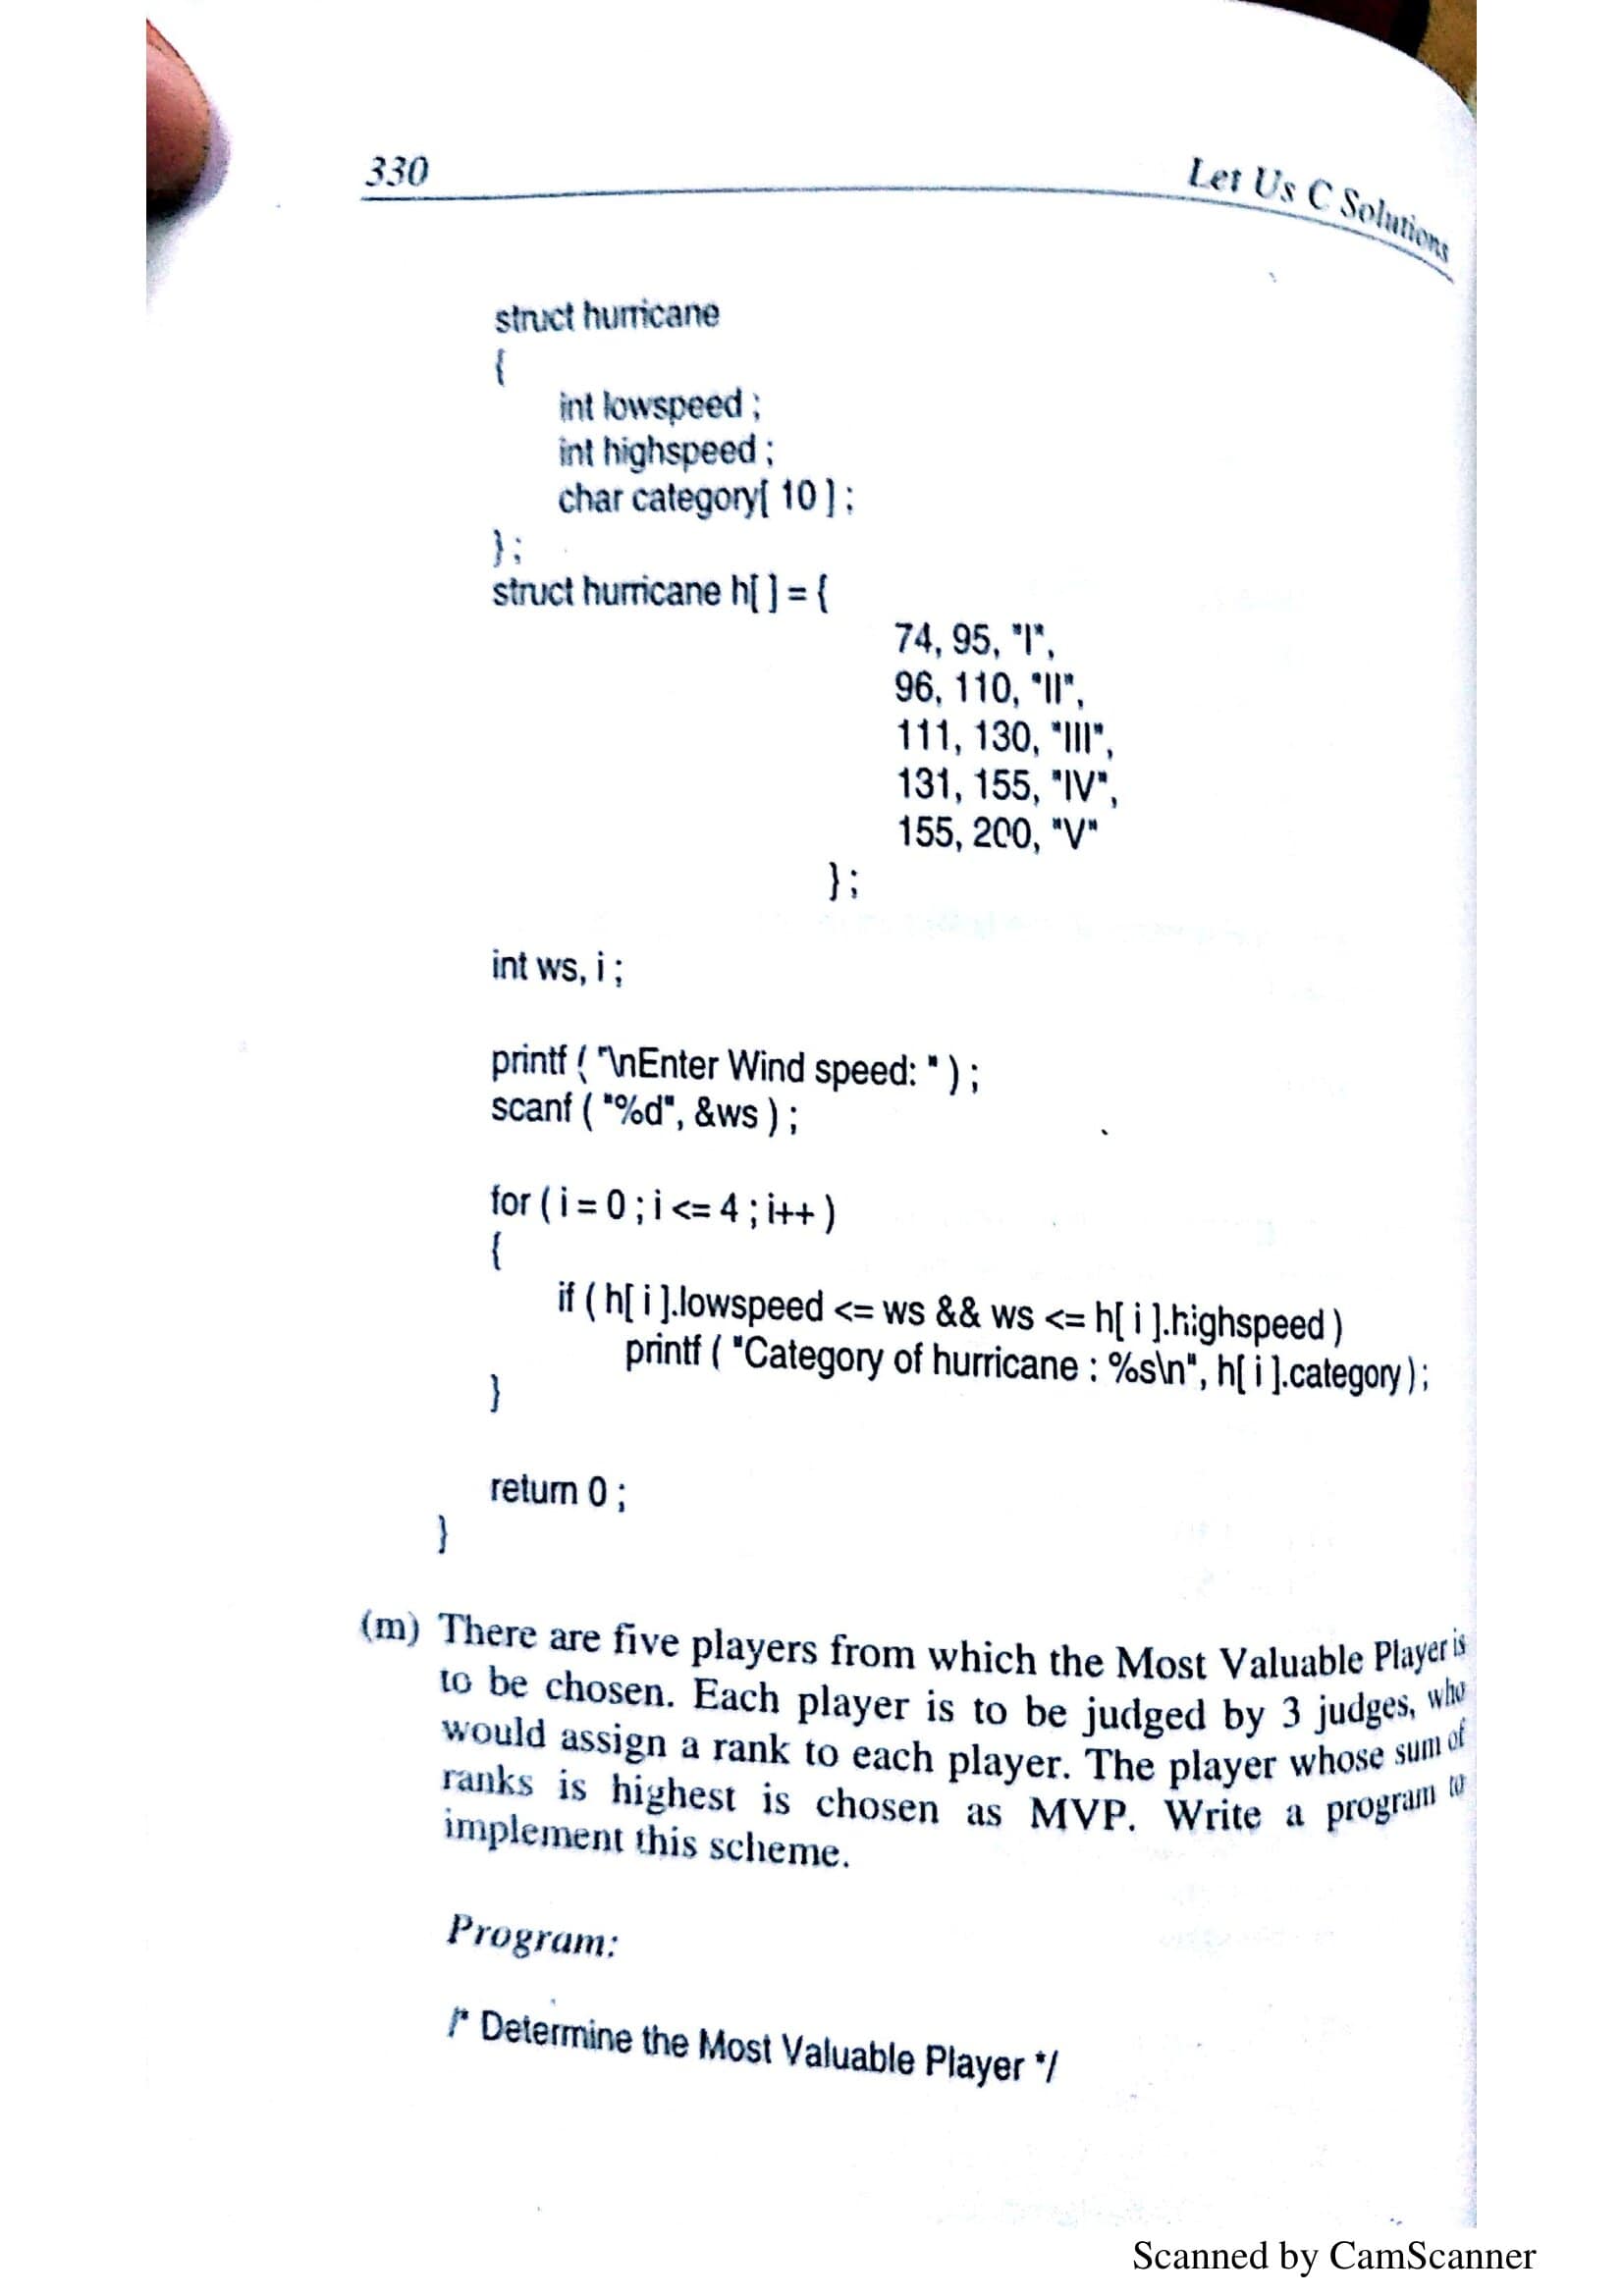 330
Let Us C Solutions
struct hurricane
{
int lowspeed ;
int highspeed ;
char category[ 10 ] ;
} ;
struct hurricane h[ ] = {
74, 95, "I",
96, 110, "II",
111, 130, "III",
131, 155, "IV",
155, 200, "V"
} ;
int ws, i ;
printf ( "\nEnter Wind speed: " ) ;
scanf ( "%d", &ws ) ;
for ( i = 0 ; i <= 4 ; i++ )
{
if ( h[ i ].lowspeed <= ws && ws <= h[ i ].highspeed )
printf ( "Category of hurricane : %s\n", h[ i ].category ) ;
}
return 0 ;
}
(m) There are five players from which the Most Valuable Player is
to be chosen. Each player is to be judged by 3 judges, who
would assign a rank to each player. The player whose sum of
ranks is highest is chosen as MVP. Write a program to
implement this scheme.
Program:
/* Determine the Most Valuable Player */
Scanned by CamScanner